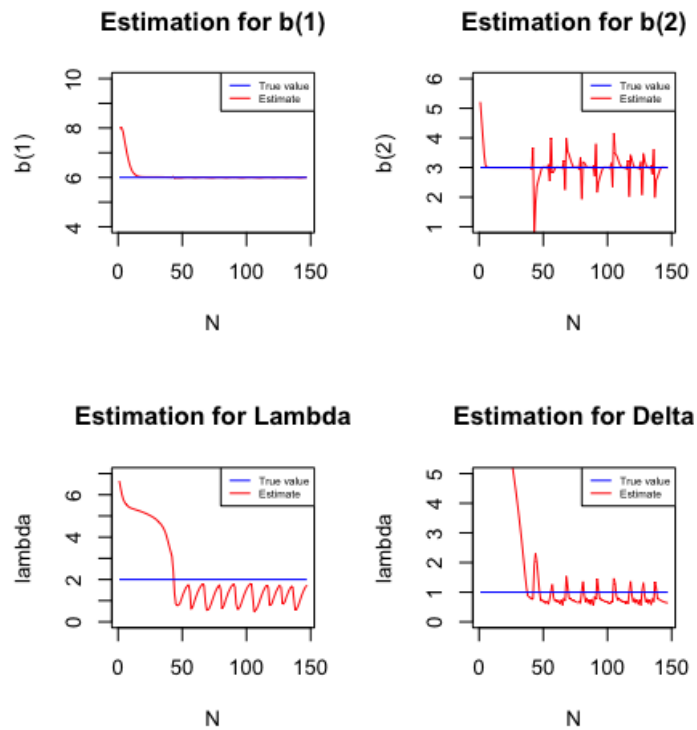 Estimation for b(1)
b(1)
10
8
6
4
True value
Estimate
0 50 100 150
N
Estimation for b(2)
b(2)
6
5
4
3
2
1
True value
Estimate
0 50 100 150
N
Estimation for Lambda
lambda
6
4
2
0
True value
Estimate
0 50 100 150
N
Estimation for Delta
lambda
5
4
3
2
1
0
True value
Estimate
0 50 100 150
N